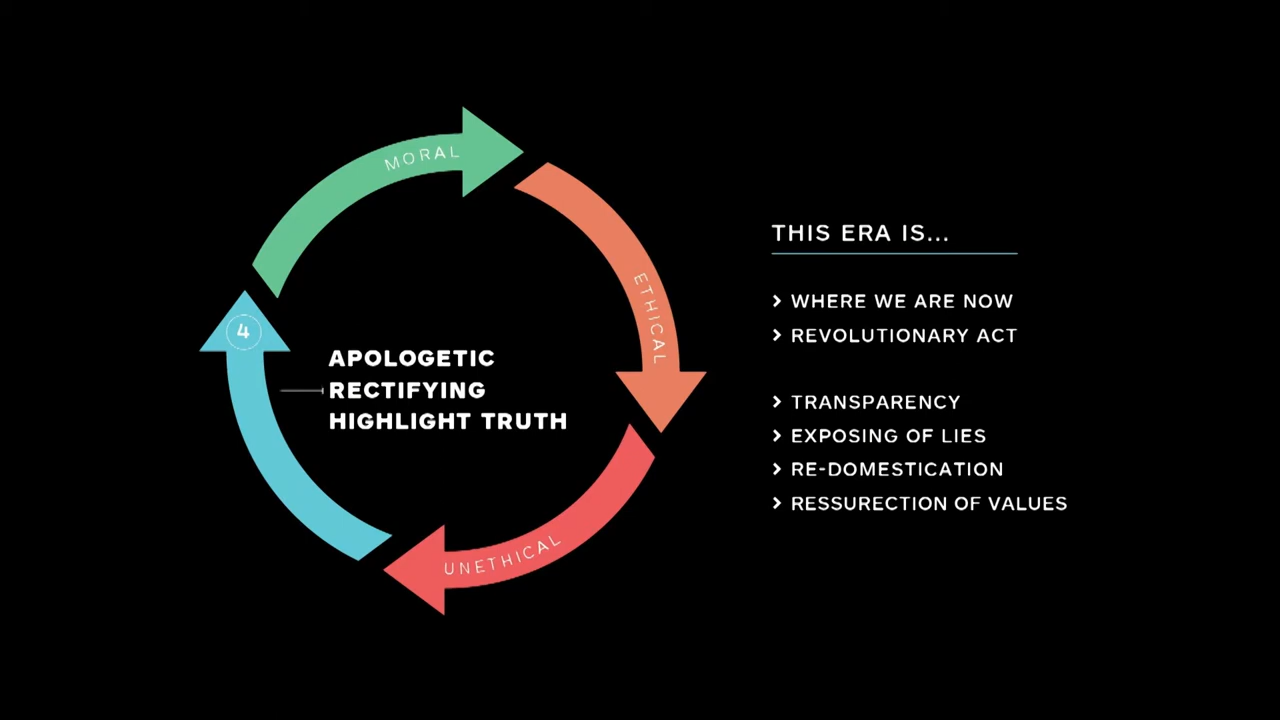 MORAL
ETHICAL
UNETHICAL
4
APOLOGETIC
RECTIFYING
HIGHLIGHT TRUTH
THIS ERA IS...
WHERE WE ARE NOW
REVOLUTIONARY ACT
TRANSPARENCY
EXPOSING OF LIES
RE-DOMESTICATION
RESSURECTION OF VALUES